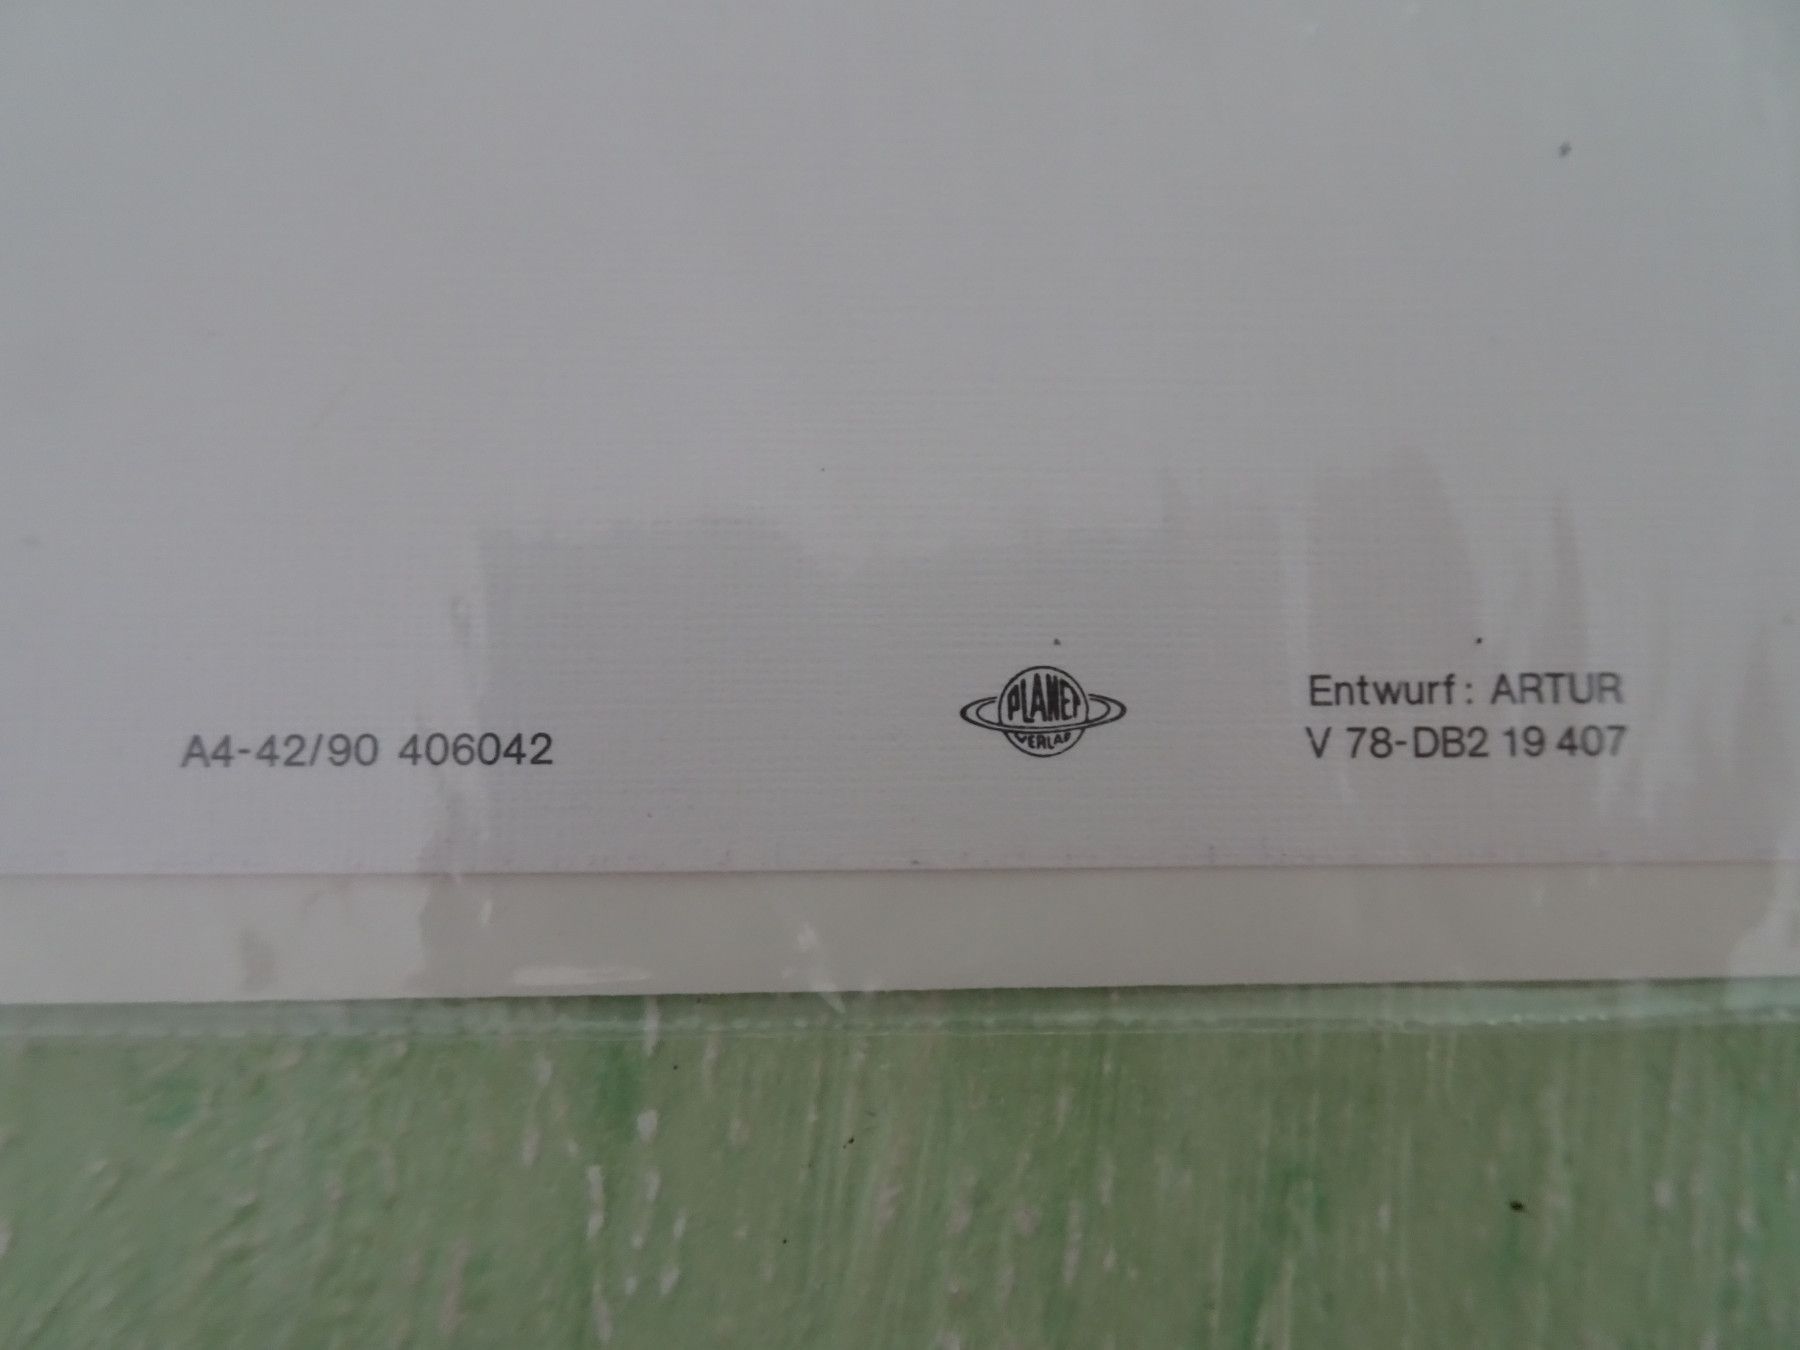 A4-42/90 406042
PLANET
VERLAG
Entwurf: ARTUR
V 78-DB2 19 407